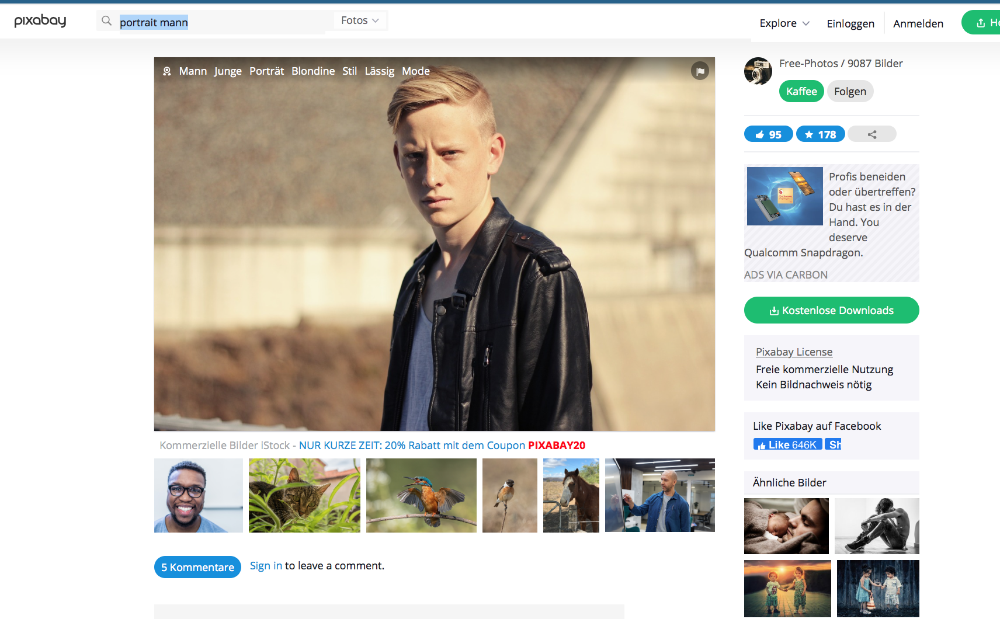 pixabay
portrait mann
Fotos
Explore
Einloggen
Anmelden
Mann Junge Porträt Blondine Stil Lässig Mode
Free-Photos / 9087 Bilder
Kaffee
Folgen
95
178
Profis beneiden
oder übertreffen?
Du hast es in der
Hand. You
deserve
Qualcomm Snapdragon.
ADS VIA CARBON
Kostenlose Downloads
Pixabay License
Freie kommerzielle Nutzung
Kein Bildnachweis nötig
Like Pixabay auf Facebook
Like 646K
Sh
Kommerzielle Bilder iStock - NUR KURZE ZEIT: 20% Rabatt mit dem Coupon PIXABAY20
Ähnliche Bilder
5 Kommentare
Sign in to leave a comment.